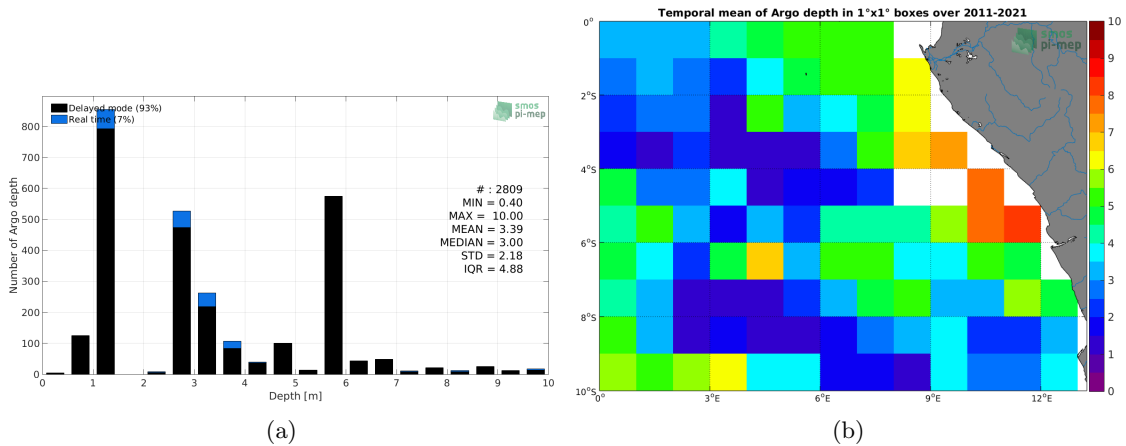 Delayed mode (93%)
Real time (7%)
smos
pi-mep
# : 2809
MIN = 0.40
MAX = 10.00
MEAN = 3.39
MEDIAN = 3.00
STD = 2.18
IQR = 4.88
Number of Argo depth
0
100
200
300
400
500
600
700
800
0 1 2 3 4 5 6 7 8 9 10
Depth [m]
(a)
Temporal mean of Argo depth in 1°x1° boxes over 2011-2021
smos
pi-mep
0°
2°S
4°S
6°S
8°S
10°S
0° 3°E 6°E 9°E 12°E
10
9
8
7
6
5
4
3
2
1
0
(b)